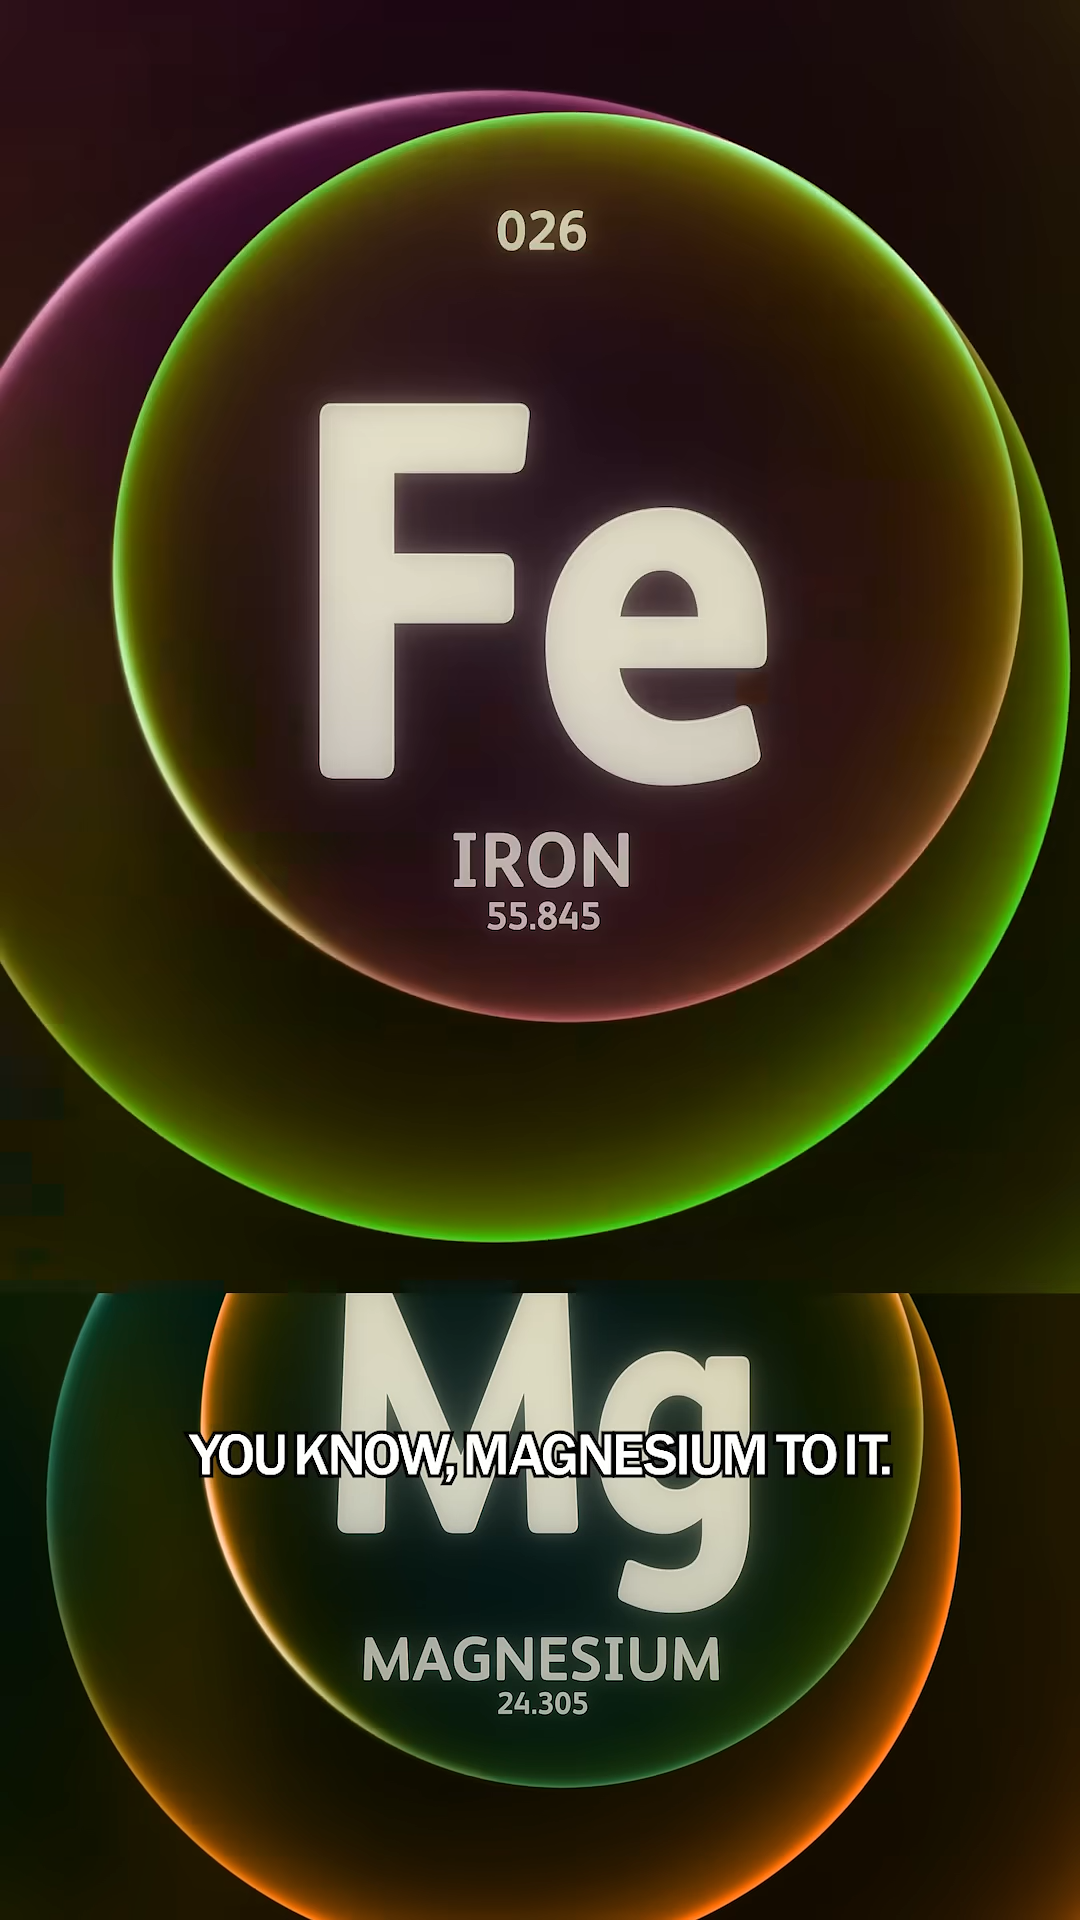 026
Fe
IRON
55.845
Mg
YOU KNOW, MAGNESIUM TO IT.
MAGNESIUM
24.305